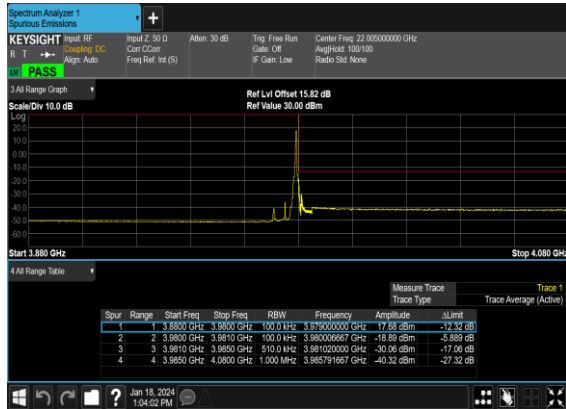 Spectrum Analyzer 1
Spurious Emissions
+
KEYSIGHT Input: RF Input Z: 50 Ω Atten: 30 dB Trig: Free Run Center Freq: 22.005000000 GHz
R T Coupling: DC Corr CCorr Gate: Off Avg|Hold: 100/100
Align: Auto Freq Ref: Int (S) IF Gain: Low Radio Std: None
PASS
3 All Range Graph
Ref Lvl Offset 15.82 dB
Scale/Div 10.0 dB Ref Value 30.00 dBm
Log
20.0
10.0
0.00
-10.0
-20.0
-30.0
-40.0
-50.0
-60.0
Start 3.880 GHz Stop 4.080 GHz
4 All Range Table
Measure Trace Trace 1
Trace Type Trace Average (Active)
Spur Range Start Freq Stop Freq RBW Frequency Amplitude ΔLimit
1 1 3.8800 GHz 3.9800 GHz 100.0 kHz 3.979000000 GHz 17.68 dBm -12.32 dB
2 2 3.9800 GHz 3.9810 GHz 100.0 kHz 3.980006667 GHz -18.89 dBm -5.889 dB
3 3 3.9810 GHz 3.9850 GHz 510.0 kHz 3.981020000 GHz -30.06 dBm -17.06 dB
4 4 3.9850 GHz 4.0800 GHz 1.000 MHz 3.985791667 GHz -40.32 dBm -27.32 dB
?
Jan 18, 2024
1:04:02 PM